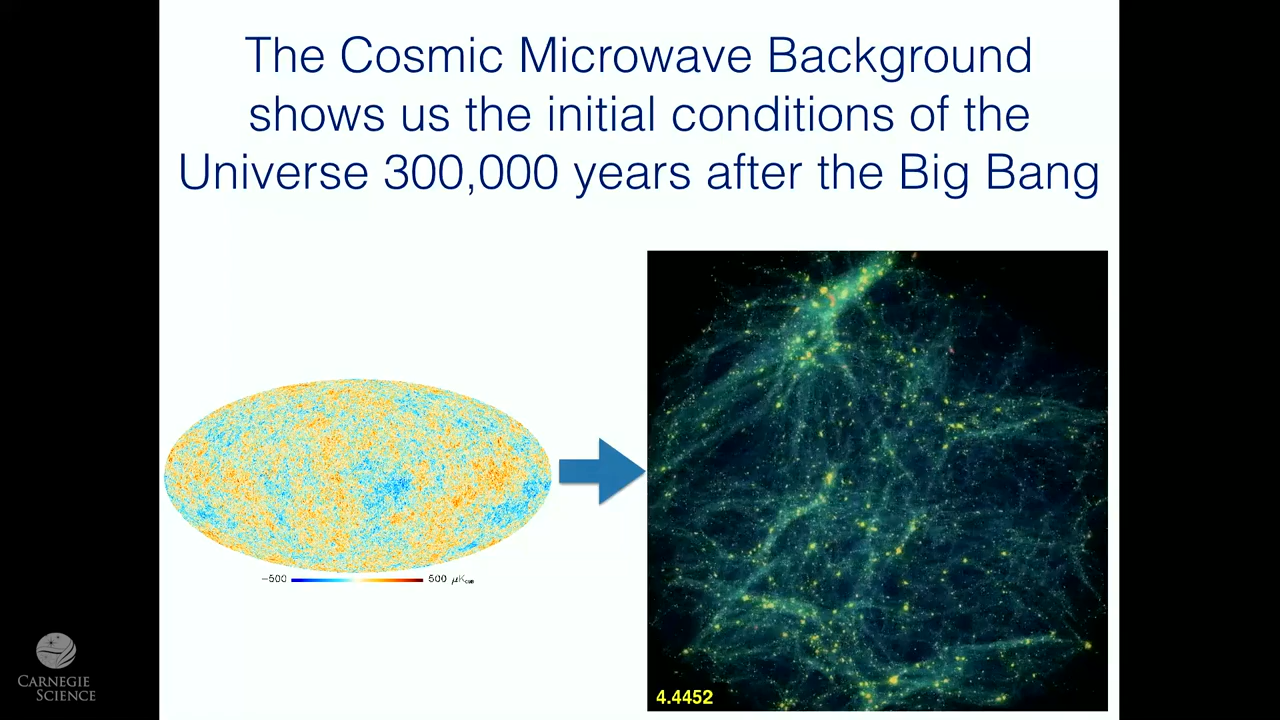 The Cosmic Microwave Background
shows us the initial conditions of the
Universe 300,000 years after the Big Bang
−500
500 μK
4.4452
CARNEGIE
SCIENCE